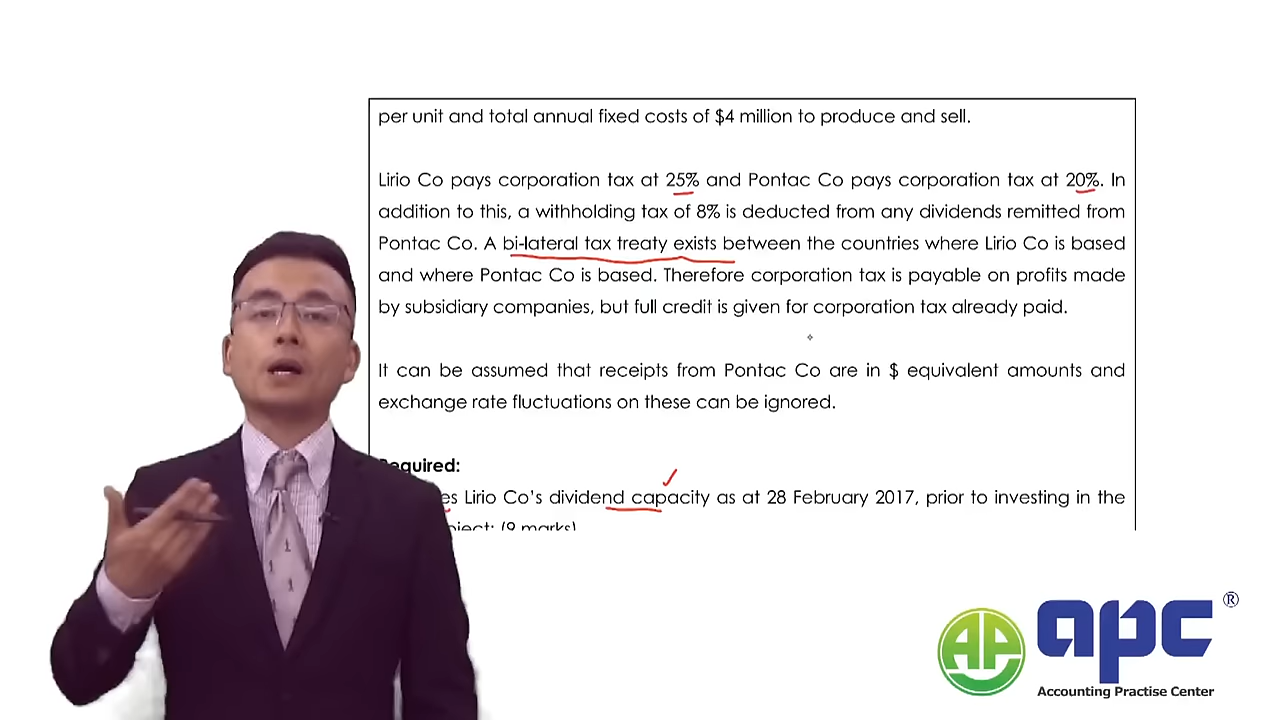 per unit and total annual fixed costs of $4 million to produce and sell.
Lirio Co pays corporation tax at 25% and Pontac Co pays corporation tax at 20%. In
addition to this, a withholding tax of 8% is deducted from any dividends remitted from
Pontac Co. A bi-lateral tax treaty exists between the countries where Lirio Co is based
and where Pontac Co is based. Therefore corporation tax is payable on profits made
by subsidiary companies, but full credit is given for corporation tax already paid.
It can be assumed that receipts from Pontac Co are in $ equivalent amounts and
exchange rate fluctuations on these can be ignored.
Required:
Lirio Co's dividend capacity as at 28 February 2017, prior to investing in the
(9 marks)
AP
apc®
Accounting Practise Center